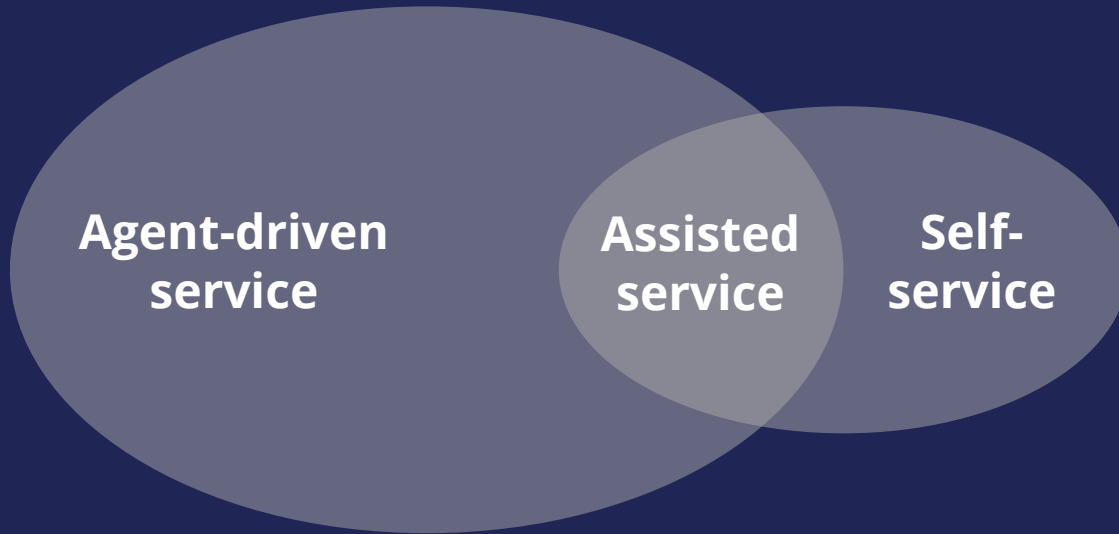 Agent-driven
service
Assisted
service
Self-
service